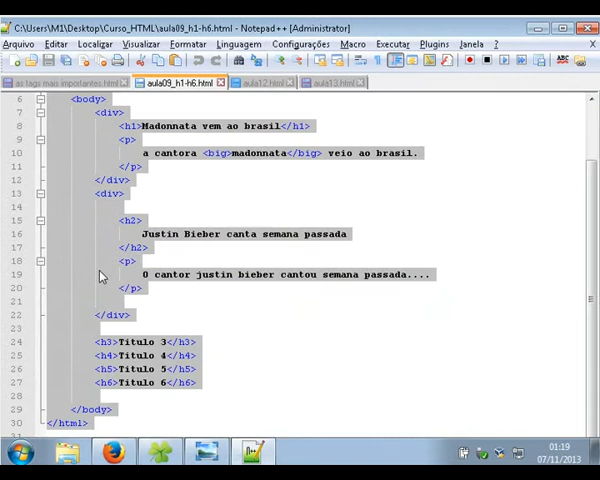 C:\Users\M1\Desktop\Curso_HTML\aula09_h1-h6.html - Notepad++ [Administrator]
Arquivo Editar Localizar Visualizar Formatar Linguagem Configurações Macro Executar Plugins Janela ?
as tags mais importantes.html aula09_h1-h6.html aula12.html aula13.html
6 <body>
7 <div>
8 <h1>Madonnata vem ao brasil</h1>
9 <p>
10 a cantora <big>madonnata</big> veio ao brasil.
11 </p>
12 </div>
13 <div>
14
15 <h2>
16 Justin Bieber canta semana passada
17 </h2>
18 <p>
19 O cantor justin bieber cantou semana passada....
20 </p>
21
22 </div>
23
24 <h3>Titulo 3</h3>
25 <h4>Titulo 4</h4>
26 <h5>Titulo 5</h5>
27 <h6>Titulo 6</h6>
28
29 </body>
30 </html>
01:19
07/11/2013